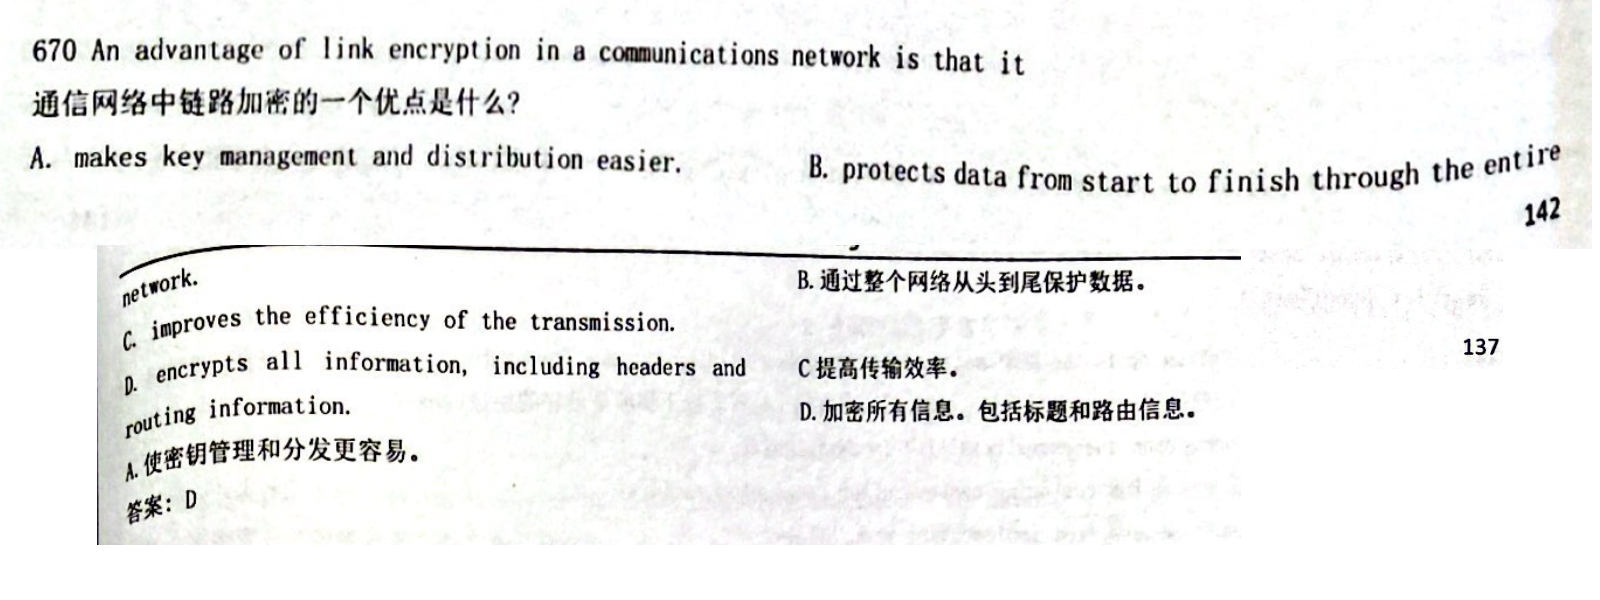 670 An advantage of link encryption in a communications network is that it
通信网络中链路加密的一个优点是什么?
A. makes key management and distribution easier.
B. protects data from start to finish through the entire
142
network.
B. 通过整个网络从头到尾保护数据。
C. improves the efficiency of the transmission.
137
D. encrypts all information, including headers and
C 提高传输效率。
routing information.
D. 加密所有信息。包括标题和路由信息。
A. 使密钥管理和分发更容易。
答案: D